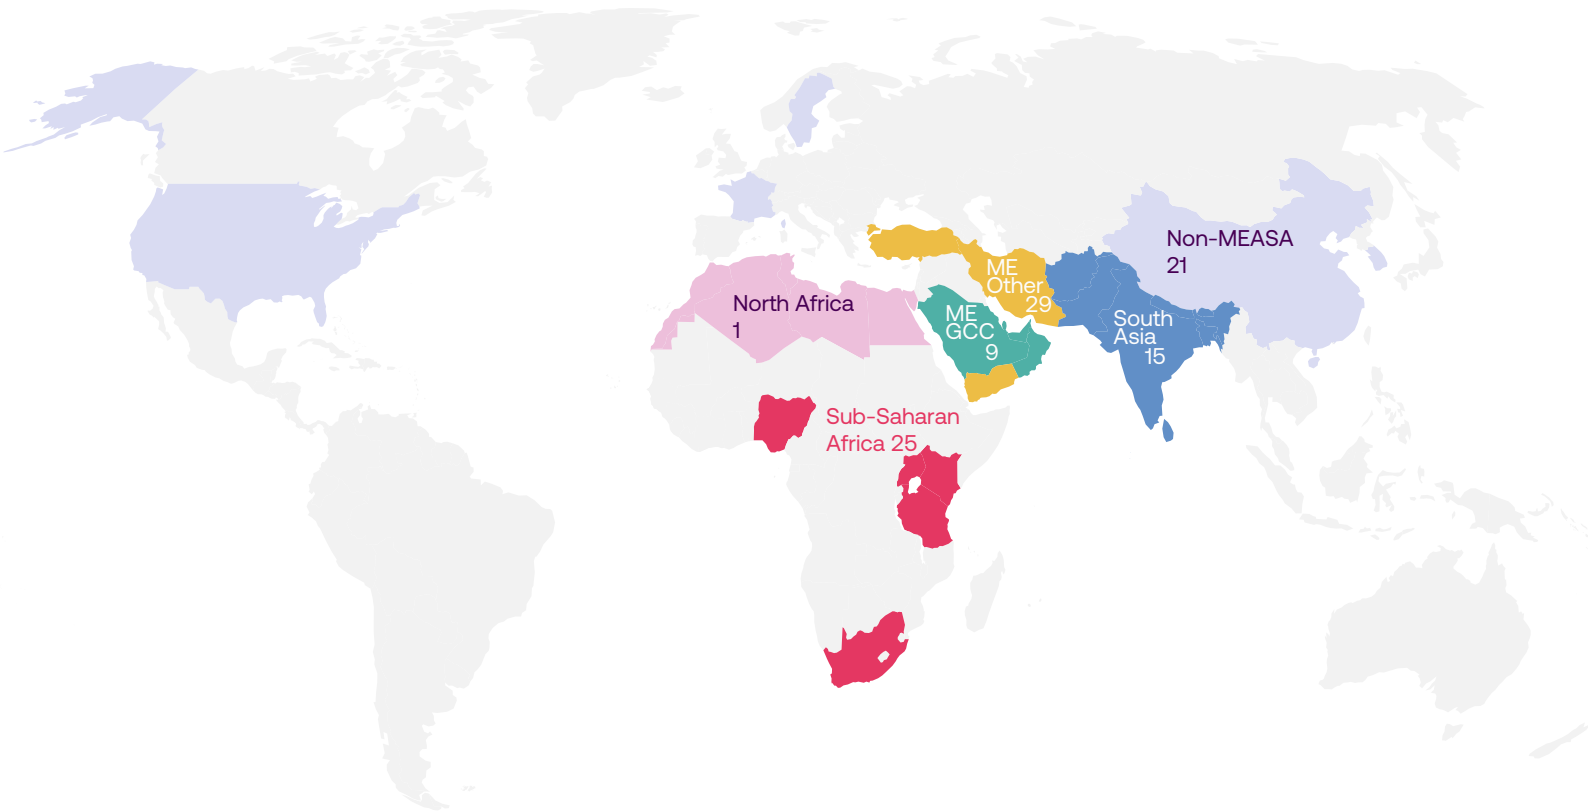 Non-MEASA
21
ME
Other
29
North Africa
1
ME
GCC
9
South
Asia
15
Sub-Saharan
Africa 25